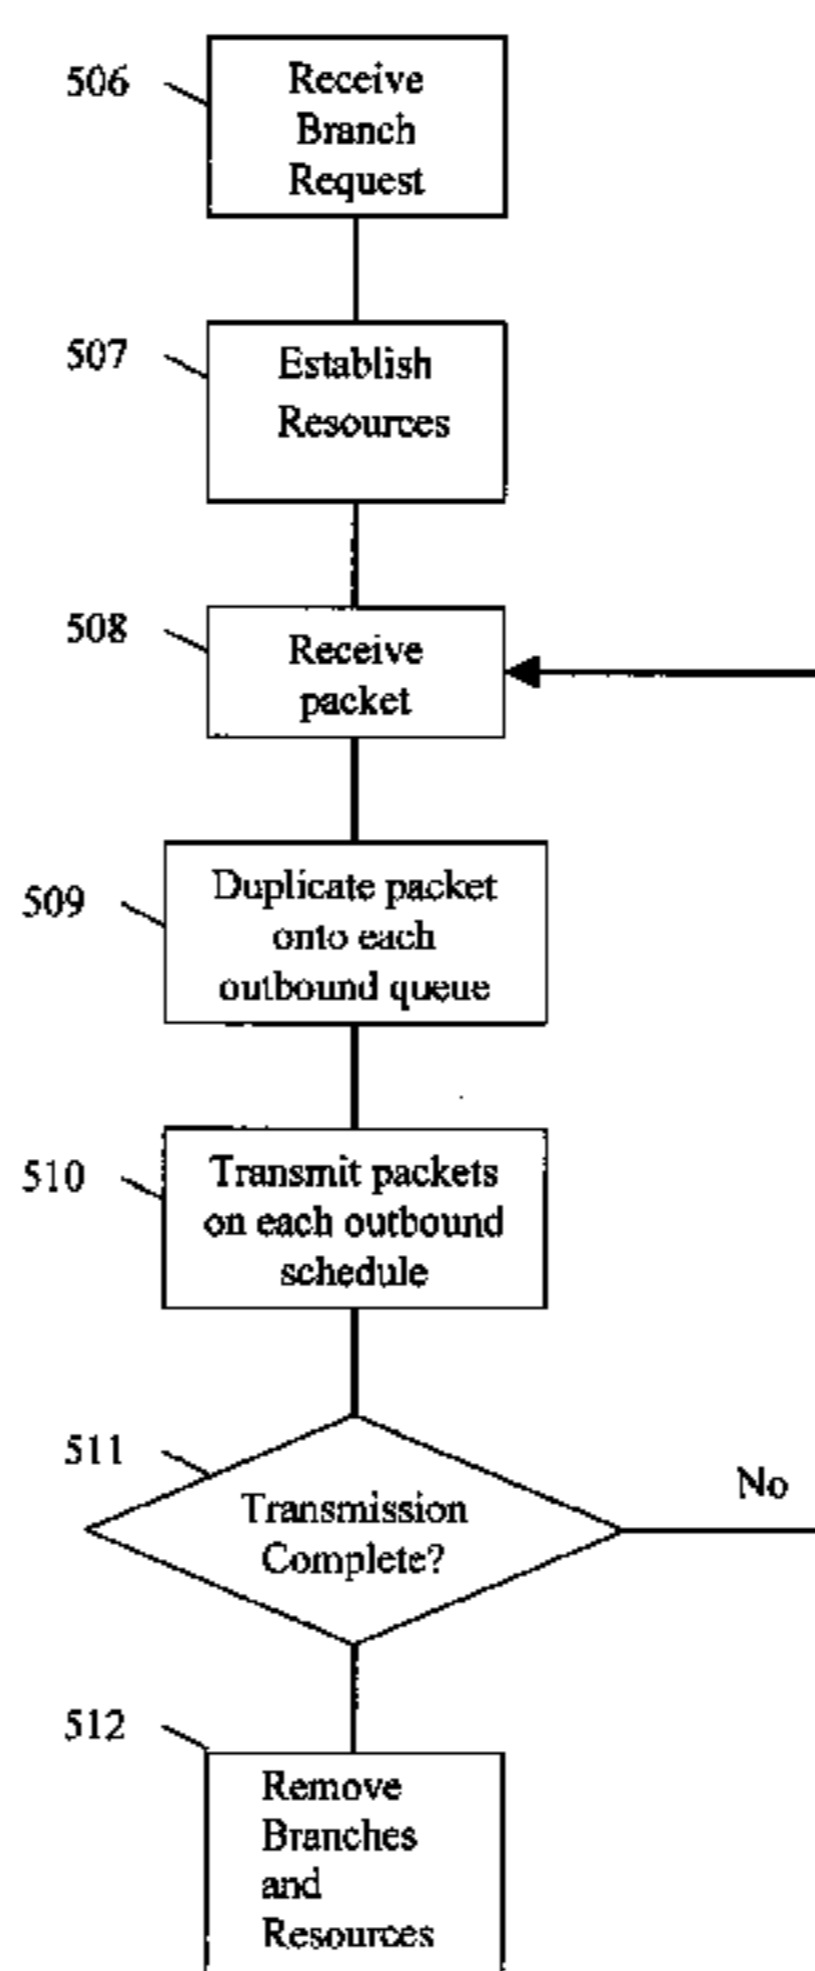 506
Receive
Branch
Request
507
Establish
Resources
508
Receive
packet
509
Duplicate packet
onto each
outbound queue
510
Transmit packets
on each outbound
schedule
511
Transmission
Complete?
No
512
Remove
Branches
and
Resources